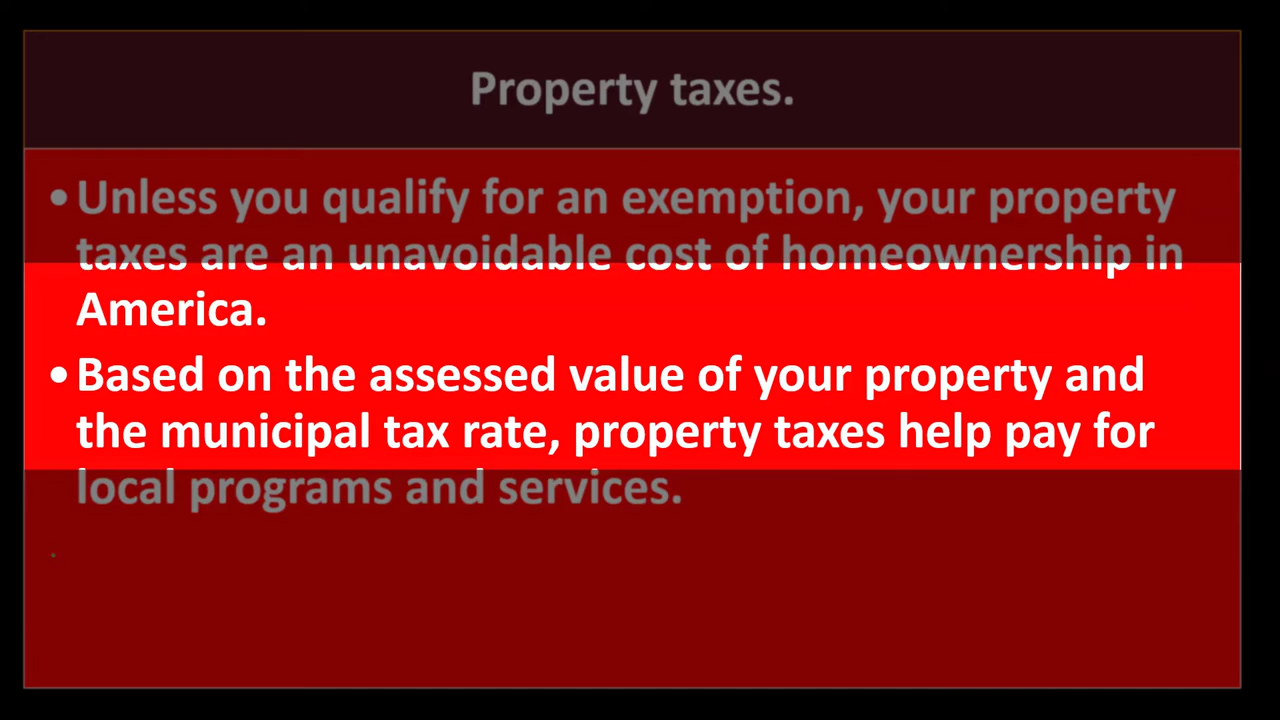 Property taxes.
•Unless you qualify for an exemption, your property
taxes are an unavoidable cost of homeownership in
America.
•Based on the assessed value of your property and
the municipal tax rate, property taxes help pay for
local programs and services.